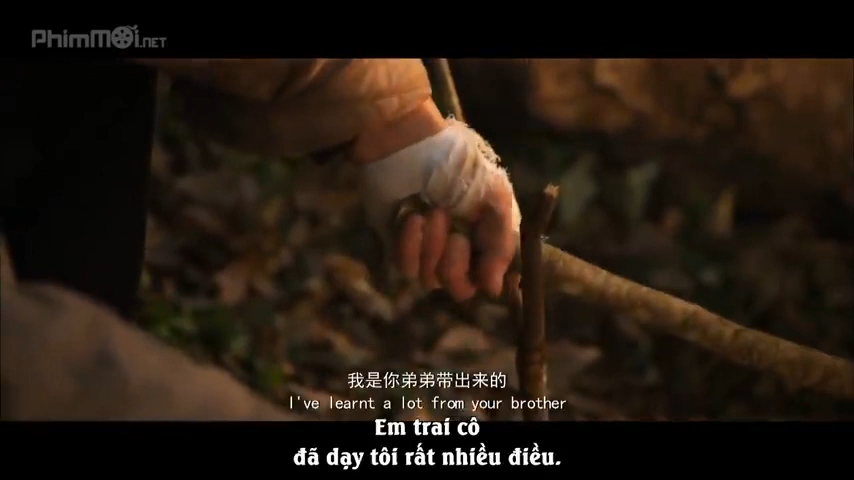 PhimMới.NET
我是你弟弟带出来的
I've learnt a lot from your brother
Em trai cô
đã dạy tôi rất nhiều điều.